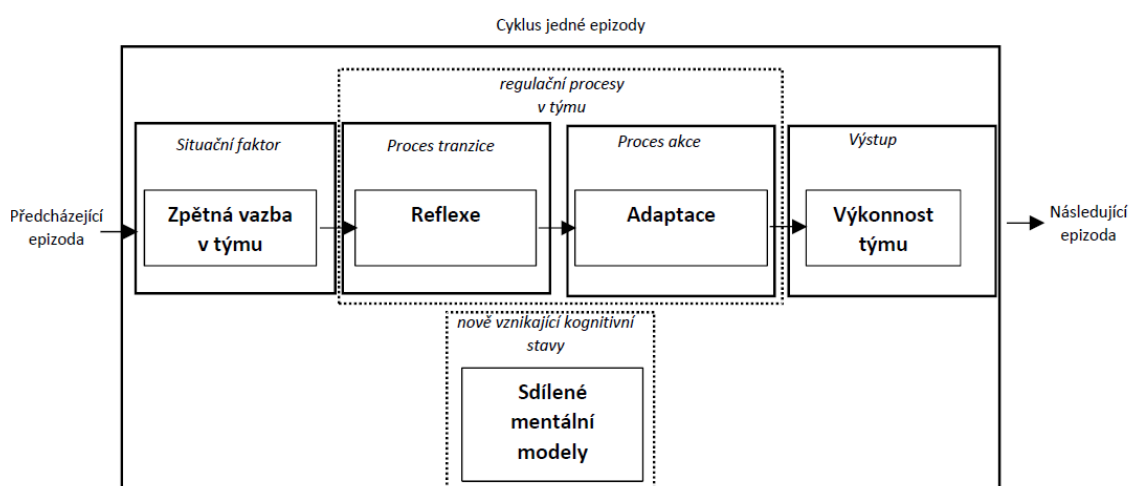 Cyklus jedné epizody
regulační procesy
v týmu
Situační faktor
Proces tranzice
Proces akce
Výstup
Předcházející
epizoda
Zpětná vazba
v týmu
Reflexe
Adaptace
Výkonnost
týmu
Následující
epizoda
nově vznikající kognitivní
stavy
Sdílené
mentální
modely